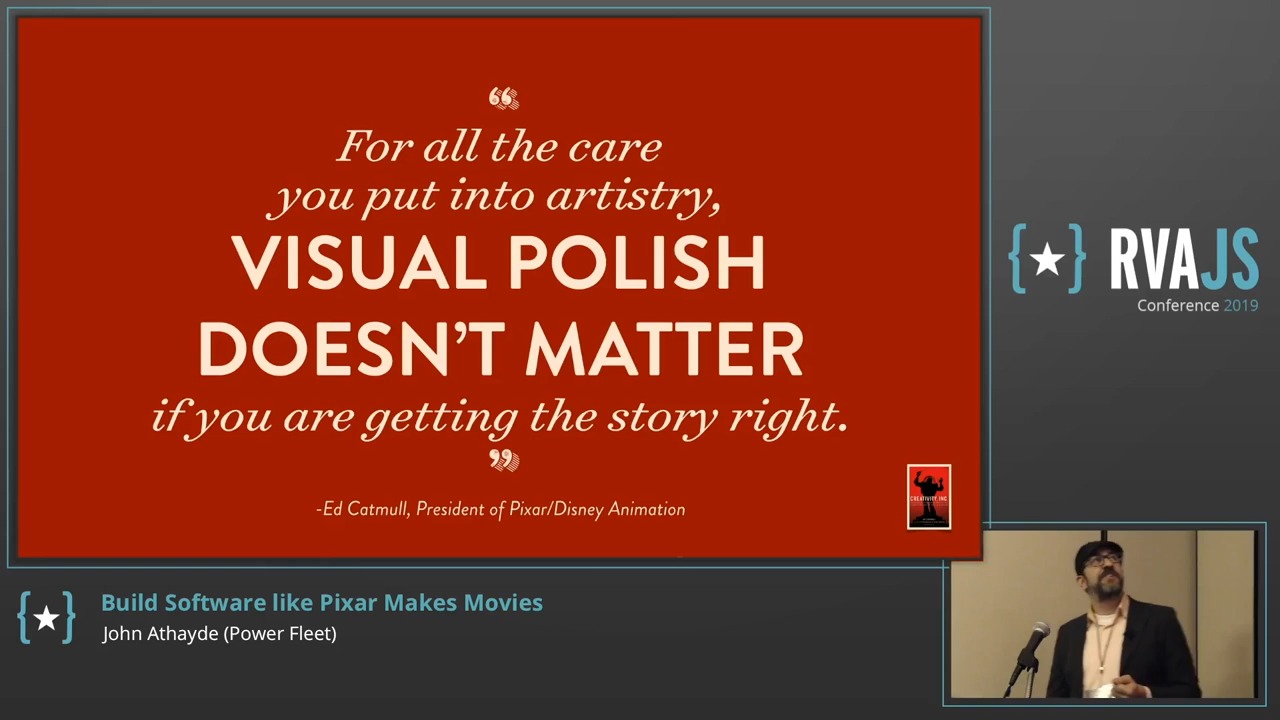 “
For all the care
you put into artistry,
VISUAL POLISH
DOESN’T MATTER
if you are getting the story right.
”
-Ed Catmull, President of Pixar/Disney Animation
CREATIVITY, INC.
RVAJS
Conference 2019
Build Software like Pixar Makes Movies
John Athayde (Power Fleet)